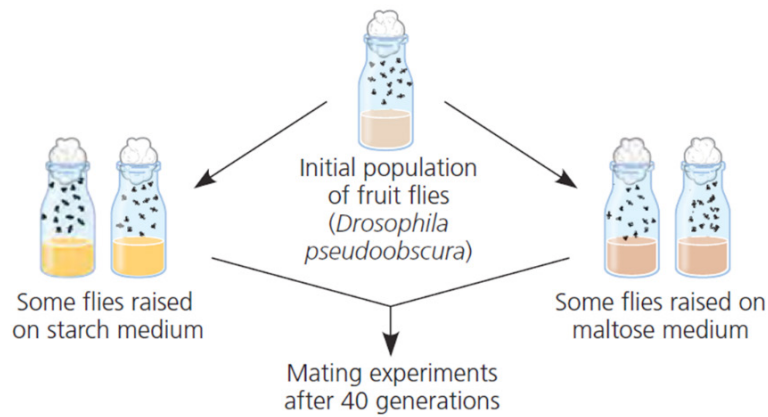 Initial population
of fruit flies
(Drosophila
pseudoobscura)
Some flies raised
on starch medium
Some flies raised on
maltose medium
Mating experiments
after 40 generations